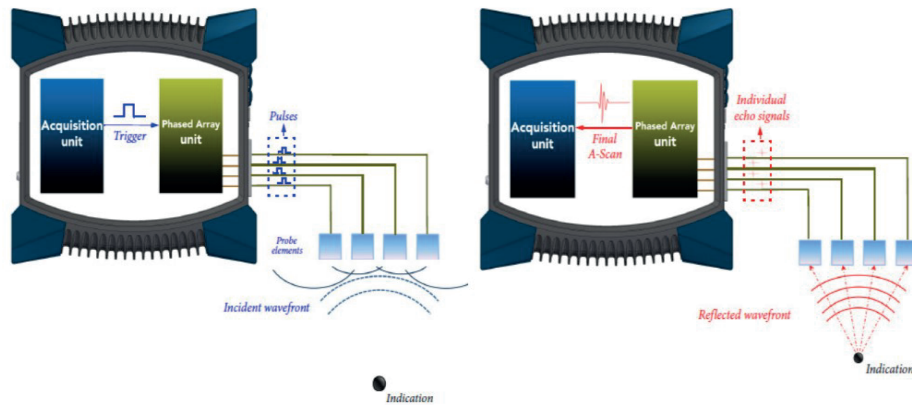 Acquisition
unit
Trigger
Phased Array
unit
Pulses
Probe
elements
Incident wavefront
Indication
Acquisition
unit
Final
A-Scan
Phased Array
unit
Individual
echo signals
Reflected wavefront
Indication